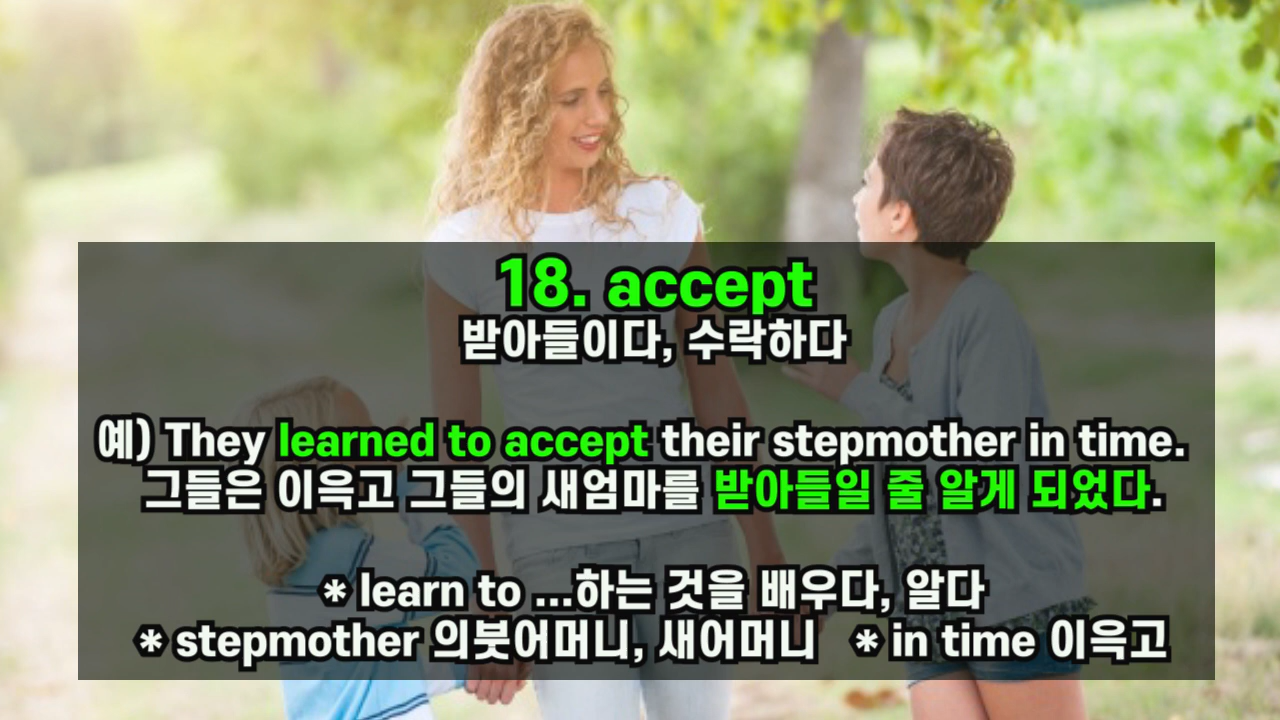 18. accept
받아들이다, 수락하다
예) They learned to accept their stepmother in time.
그들은 이윽고 그들의 새엄마를 받아들일 줄 알게 되었다.
* learn to ...하는 것을 배우다, 알다
* stepmother 의붓어머니, 새어머니 * in time 이윽고